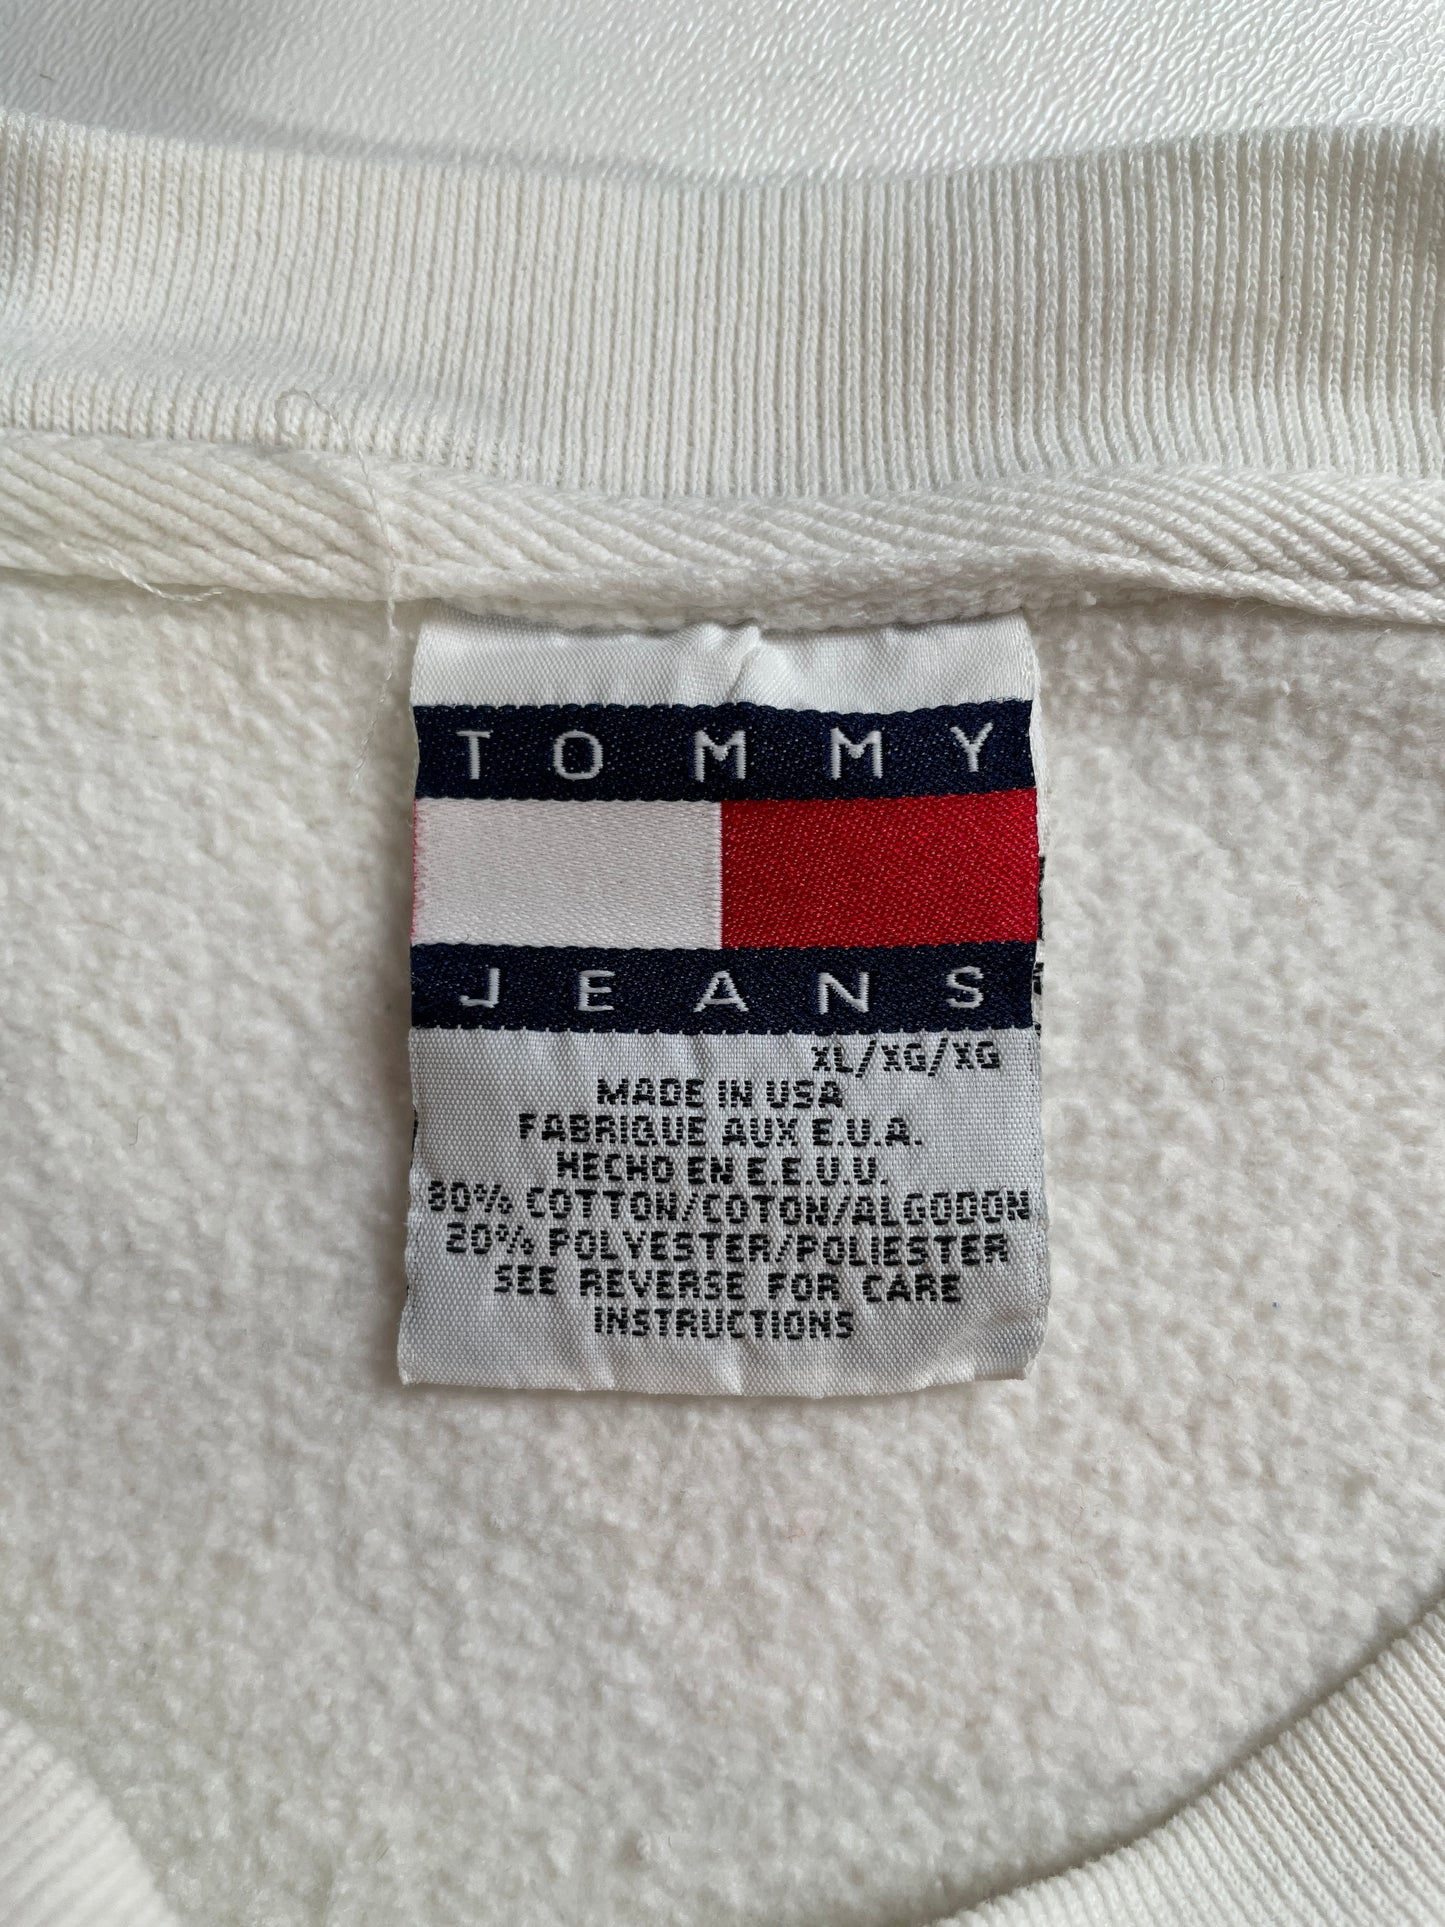 TOMMY
JEANS
XL/XG/XG
MADE IN USA
FABRIQUE AUX E.U.A.
HECHO EN E.E.U.U.
80% COTTON/COTON/ALGODON
20% POLYESTER/POLIESTER
SEE REVERSE FOR CARE
INSTRUCTIONS